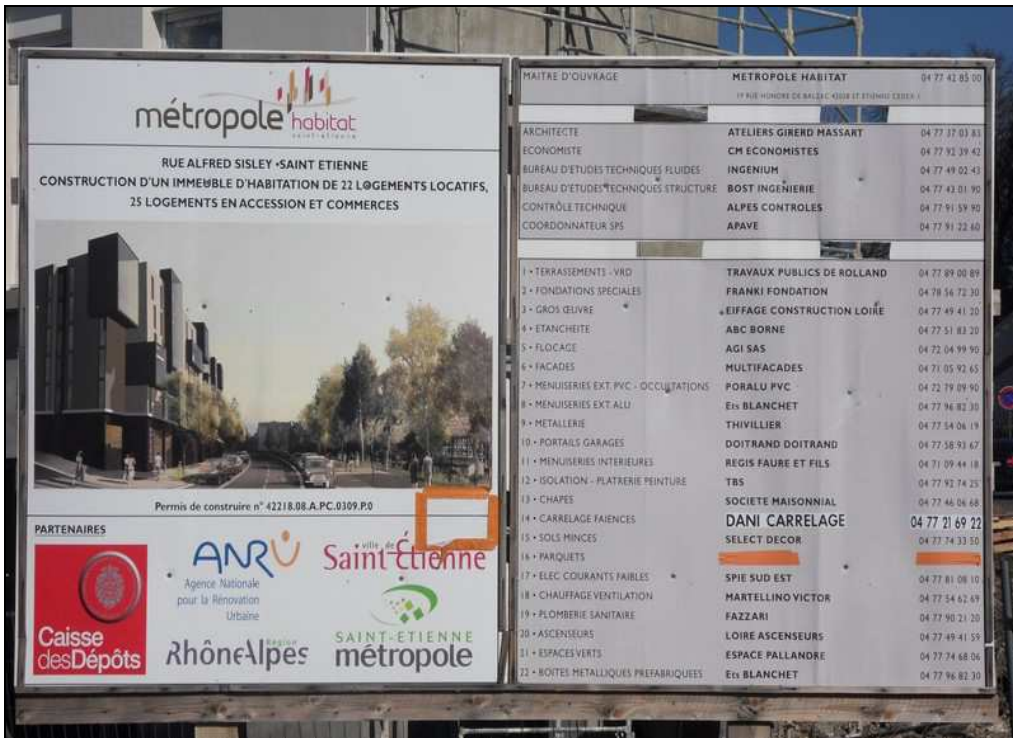 métropole habitat
saint-etienne
RUE ALFRED SISLEY •SAINT ETIENNE
CONSTRUCTION D'UN IMMEUBLE D'HABITATION DE 22 LOGEMENTS LOCATIFS,
25 LOGEMENTS EN ACCESSION ET COMMERCES
Permis de construire n° 42218.08.A.PC.0309.P.0
PARTENAIRES
Caisse
desDépôts
ANRU
Agence Nationale
pour la Rénovation
Urbaine
ville de
Saint-Étienne
Région
RhôneAlpes
SAINT-ETIENNE
métropole
MAITRE D'OUVRAGE METROPOLE HABITAT 04 77 42 85 00
19 RUE HONORE DE BALZAC 42028 ST ETIENNE CEDEX 1
ARCHITECTE ATELIERS GIRERD MASSART 04 77 37 03 83
ECONOMISTE CM ECONOMISTES 04 77 92 39 42
BUREAU D'ETUDES TECHNIQUES FLUIDES INGENIUM 04 77 49 02 43
BUREAU D'ETUDES TECHNIQUES STRUCTURE BOST INGENIERIE 04 77 43 01 90
CONTRÔLE TECHNIQUE ALPES CONTROLES 04 77 91 59 90
COORDONNATEUR SPS APAVE 04 77 91 22 60
1 • TERRASSEMENTS - VRD TRAVAUX PUBLICS DE ROLLAND 04 77 89 00 89
2 • FONDATIONS SPECIALES FRANKI FONDATION 04 78 56 72 30
3 • GROS ŒUVRE EIFFAGE CONSTRUCTION LOIRE 04 77 49 41 20
4 • ETANCHEITE ABC BORNE 04 77 51 83 20
5 • FLOCAGE AGI SAS 04 72 04 99 90
6 • FACADES MULTIFACADES 04 71 05 92 65
7 • MENUISERIES EXT. PVC - OCCULTATIONS PORALU PVC 04 72 79 09 90
8 • MENUISERIES EXT. ALU Ets BLANCHET 04 77 96 82 30
9 • METALLERIE THIVILLIER 04 77 54 06 19
10 • PORTAILS GARAGES DOITRAND DOITRAND 04 77 58 93 67
11 • MENUISERIES INTERIEURES REGIS FAURE ET FILS 04 71 09 44 18
12 • ISOLATION - PLATRERIE PEINTURE TBS 04 77 92 74 25
13 • CHAPES SOCIETE MAISONNIAL 04 77 46 06 68
14 • CARRELAGE FAIENCES DANI CARRELAGE 04 77 21 69 22
15 • SOLS MINCES SELECT DECOR 04 77 74 33 50
16 • PARQUETS
17 • ELEC COURANTS FAIBLES SPIE SUD EST 04 77 81 08 10
18 • CHAUFFAGE VENTILATION MARTELLINO VICTOR 04 77 54 62 69
19 • PLOMBERIE SANITAIRE FAZZARI 04 77 90 21 20
20 • ASCENSEURS LOIRE ASCENSEURS 04 77 49 41 59
21 • ESPACES VERTS ESPACE PALLANDRE 04 77 74 68 06
22 • BOITES METALLIQUES PREFABRIQUEES Ets BLANCHET 04 77 96 82 30